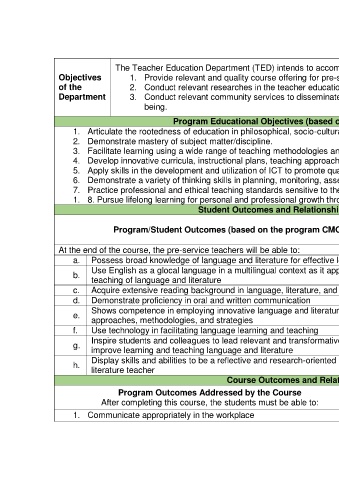 The Teacher Education Department (TED) intends to accom
Objectives of the Department
1. Provide relevant and quality course offering for pre-s
2. Conduct relevant researches in the teacher educatio
3. Conduct relevant community services to disseminate
being.
Program Educational Objectives (based o
1. Articulate the rootedness of education in philosophical, socio-cultura
2. Demonstrate mastery of subject matter/discipline.
3. Facilitate learning using a wide range of teaching methodologies an
4. Develop innovative curricula, instructional plans, teaching approach
5. Apply skills in the development and utilization of ICT to promote qua
6. Demonstrate a variety of thinking skills in planning, monitoring, asse
7. Practice professional and ethical teaching standards sensitive to the
1. 8. Pursue lifelong learning for personal and professional growth thro
Student Outcomes and Relationshi
Program/Student Outcomes (based on the program CMO
At the end of the course, the pre-service teachers will be able to:
a. Possess broad knowledge of language and literature for effective l
b. Use English as a glocal language in a multilingual context as it app
teaching of language and literature
c. Acquire extensive reading background in language, literature, and
d. Demonstrate proficiency in oral and written communication
e. Shows competence in employing innovative language and literatur
approaches, methodologies, and strategies
f. Use technology in facilitating language learning and teaching
g. Inspire students and colleagues to lead relevant and transformative
improve learning and teaching language and literature
h. Display skills and abilities to be a reflective and research-oriented
literature teacher
Course Outcomes and Relat
Program Outcomes Addressed by the Course
After completing this course, the students must be able to:
1. Communicate appropriately in the workplace